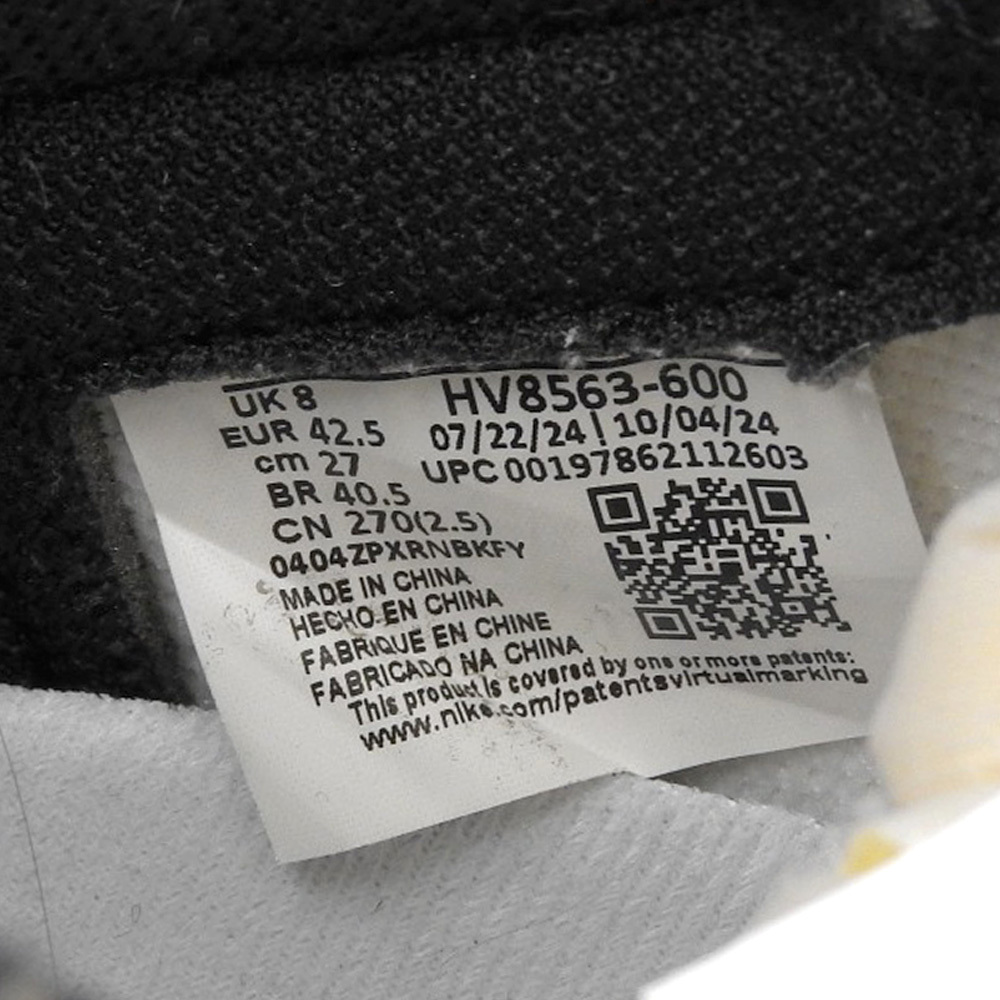 UK 8
EUR 42.5
cm 27
BR 40.5
CN 270(2.5)
0404ZPXRNBKFY
HV8563-600
07/22/24 | 10/04/24
UPC 00197862112603
MADE IN CHINA
HECHO EN CHINA
FABRIQUE EN CHINE
FABRICADO NA CHINA
This product is covered by one or more patents:
www.nike.com/patentsvirtualmarking